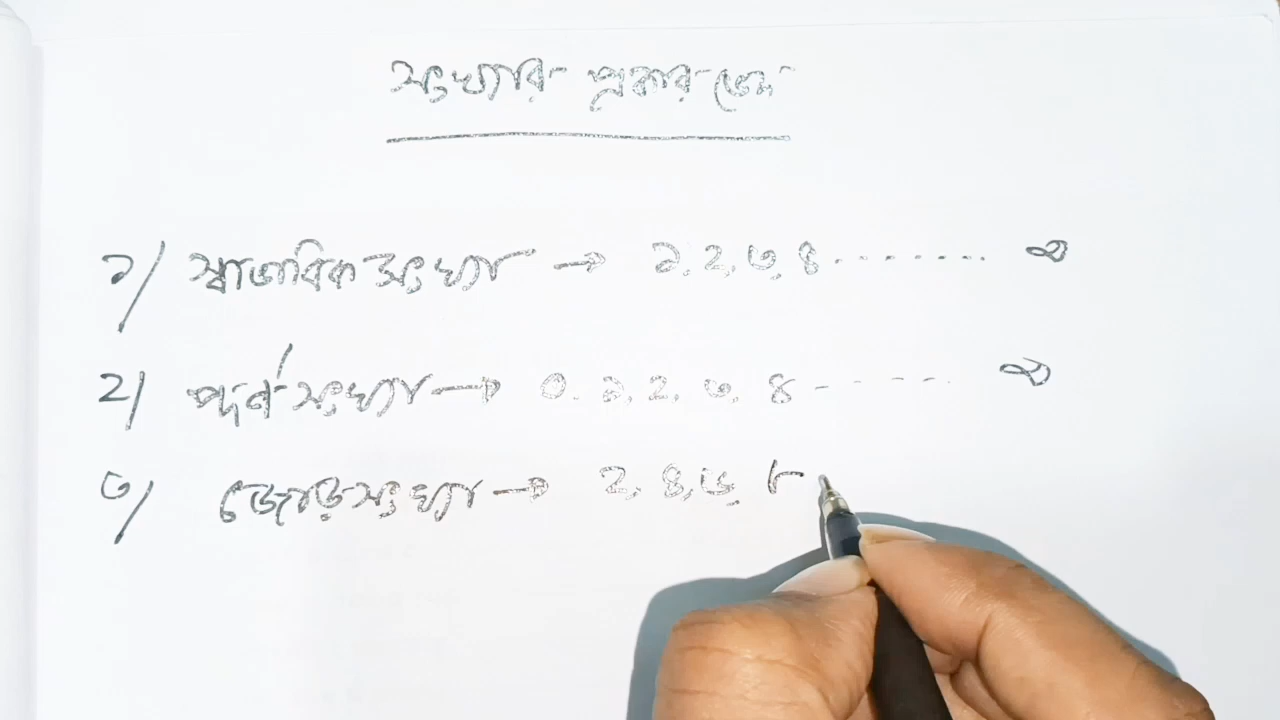 সংখ্যার প্রকারভেদ
১/ স্বাভাবিক সংখ্যা → ১, ২, ৩, ৪ ....... ∞
২/ পূর্ণ সংখ্যা → ০. ১, ২, ৩, ৪ ----- ∞
৩/ জোড় সংখ্যা → ২, ৪, ৬, ৮